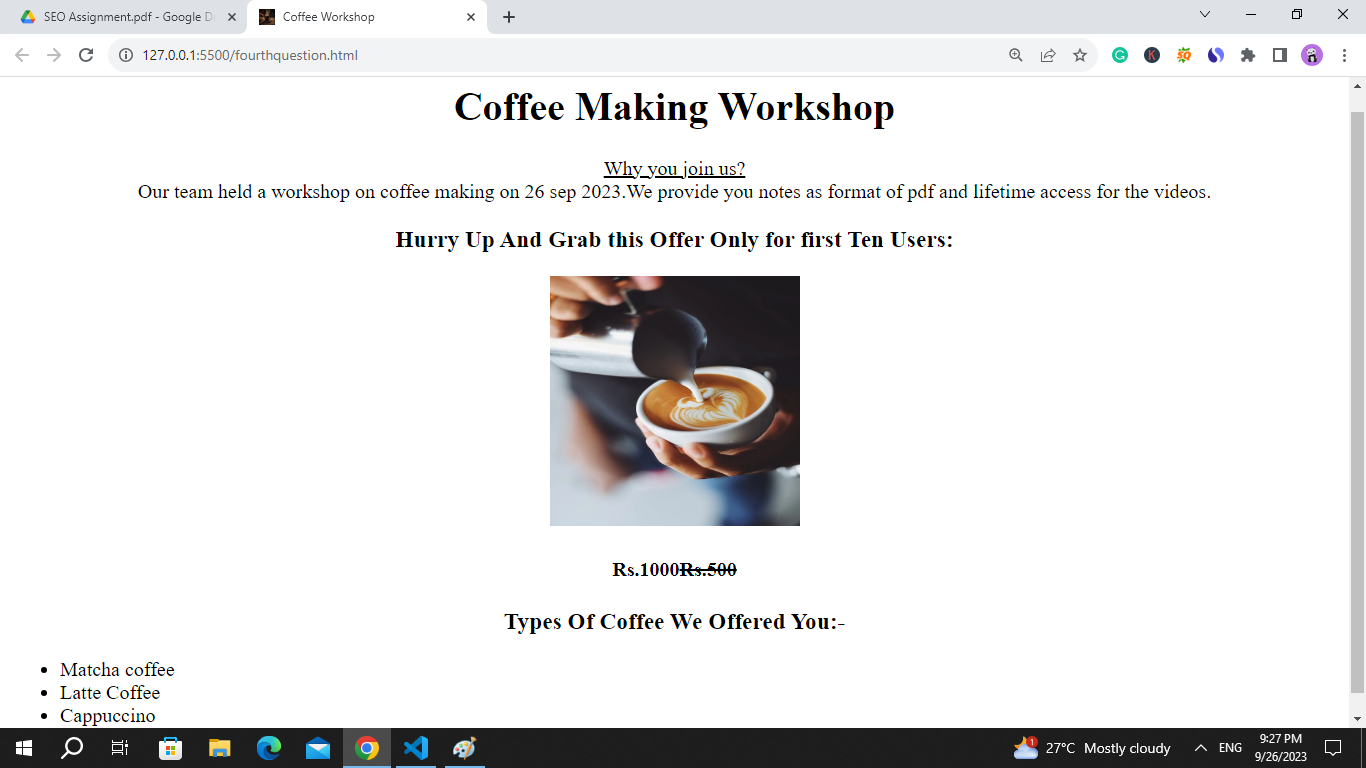 SEO Assignment.pdf - Google D
Coffee Workshop
127.0.0.1:5500/fourthquestion.html
Coffee Making Workshop
Why you join us?
Our team held a workshop on coffee making on 26 sep 2023.We provide you notes as format of pdf and lifetime access for the videos.
Hurry Up And Grab this Offer Only for first Ten Users:
Rs.1000Rs.500
Types Of Coffee We Offered You:-
Matcha coffee
Latte Coffee
Cappuccino
1
27°C Mostly cloudy
ENG
9:27 PM
9/26/2023